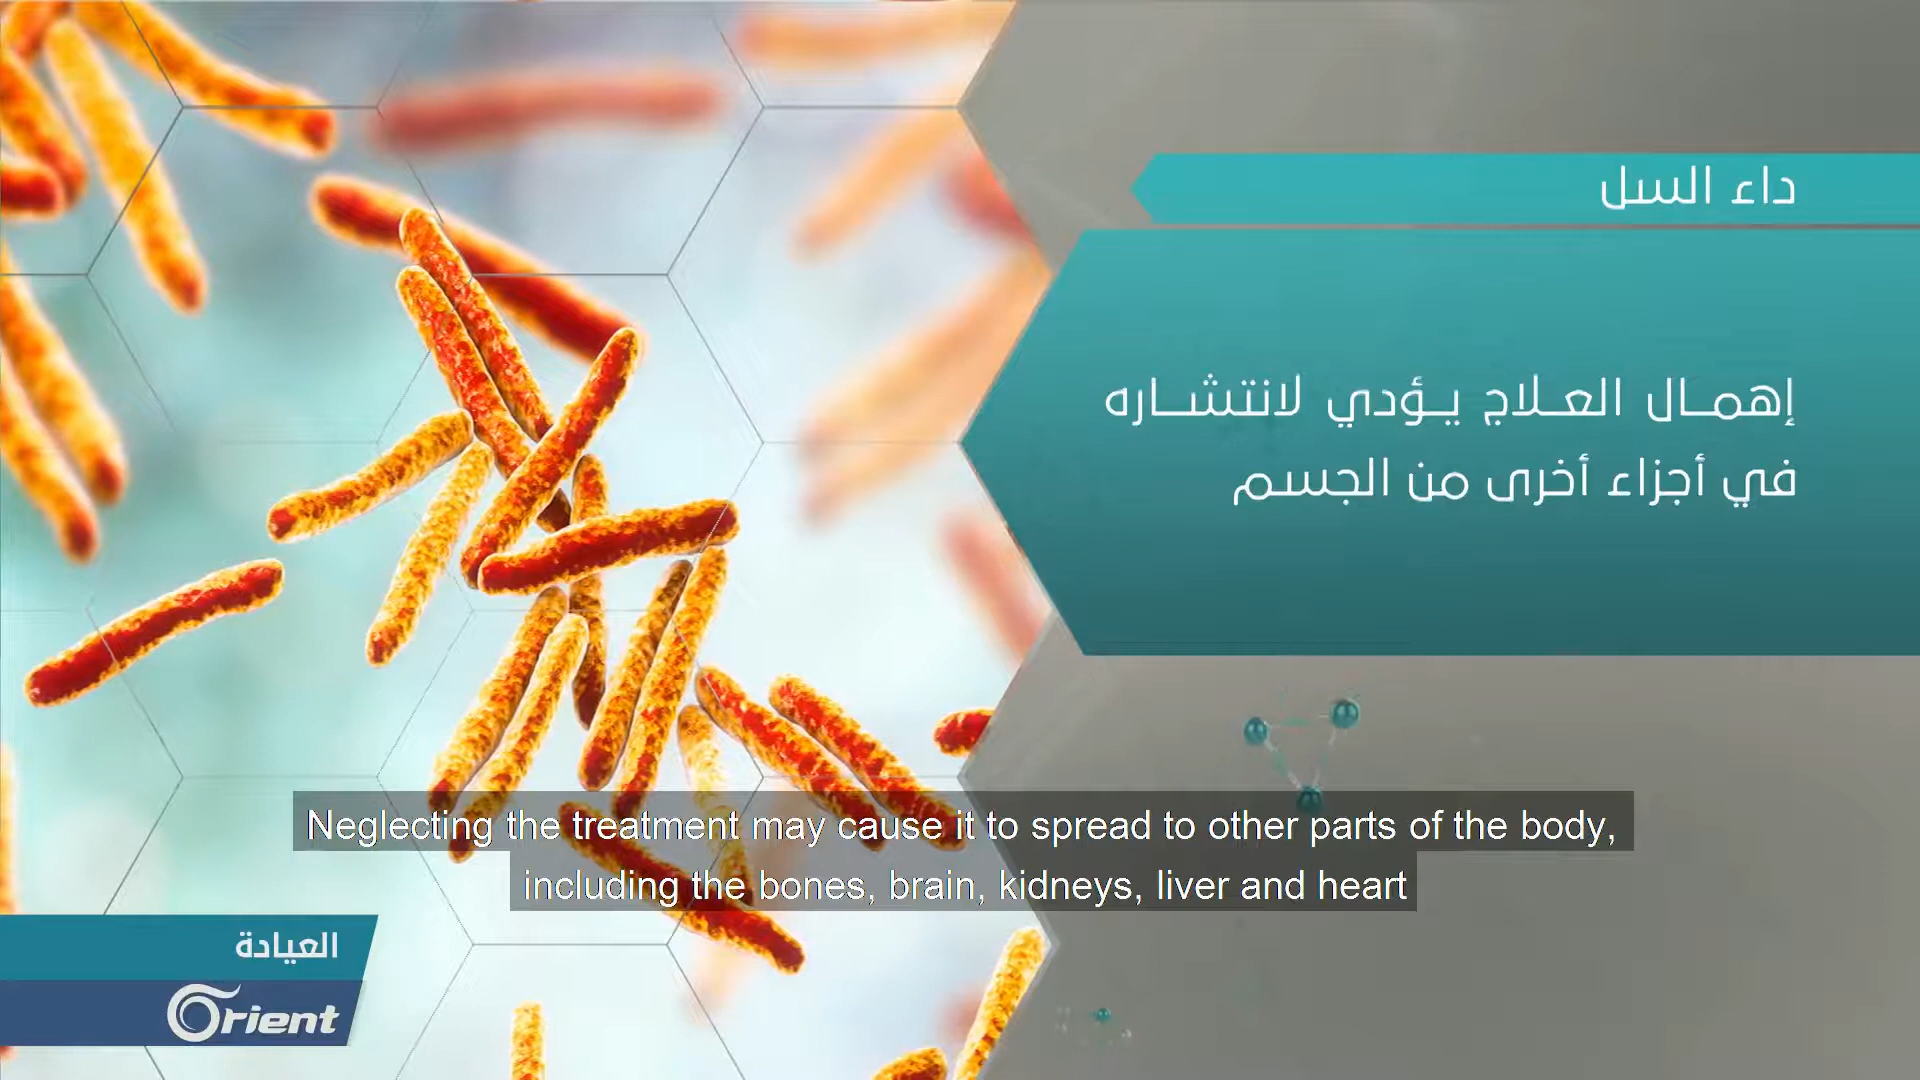 داء السل
إهمال العلاج يؤدي لانتشاره
في أجزاء أخرى من الجسم
Neglecting the treatment may cause it to spread to other parts of the body,
including the bones, brain, kidneys, liver and heart
العيادة
Orient